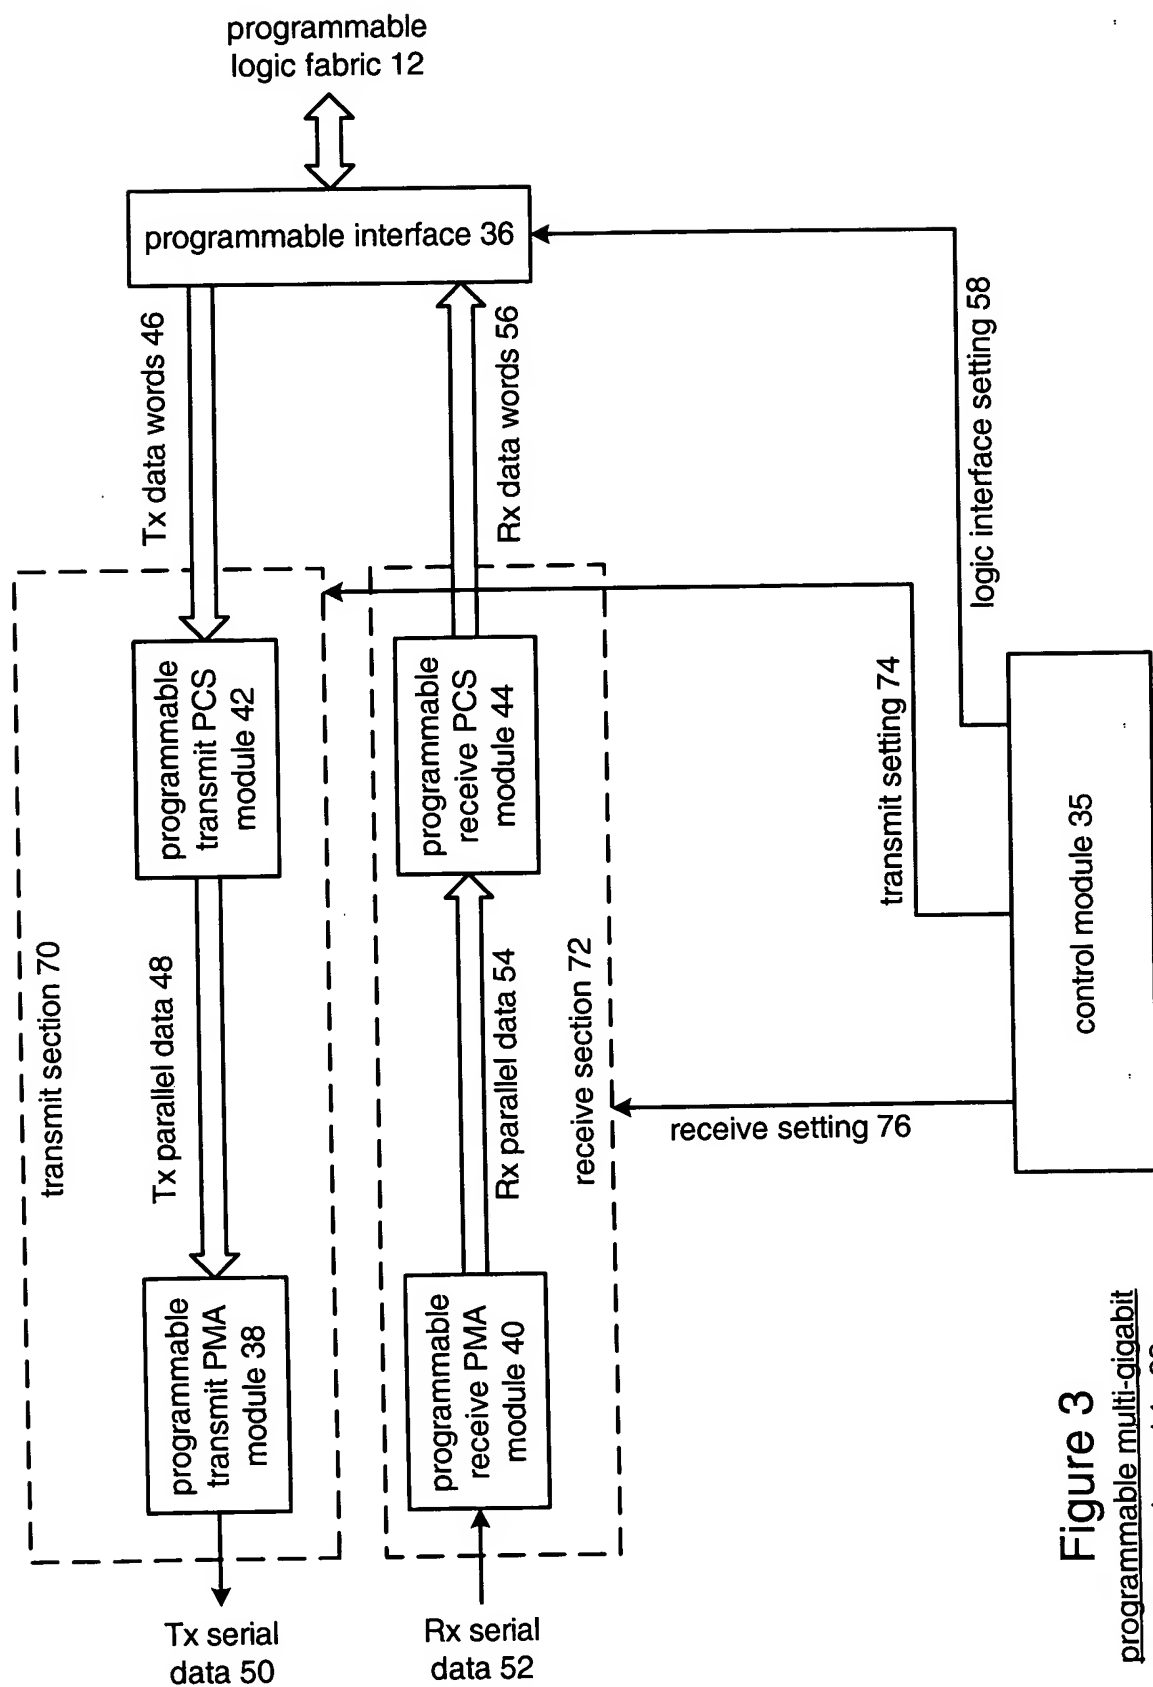 programmable
logic fabric 12
programmable interface 36
Tx data words 46
Rx data words 56
logic interface setting 58
transmit section 70
programmable
transmit PCS
module 42
programmable
receive PCS
module 44
transmit setting 74
Tx parallel data 48
Rx parallel data 54
receive section 72
control module 35
receive setting 76
programmable
transmit PMA
module 38
programmable
receive PMA
module 40
Tx serial
data 50
Rx serial
data 52
Figure 3
programmable multi-gigabit